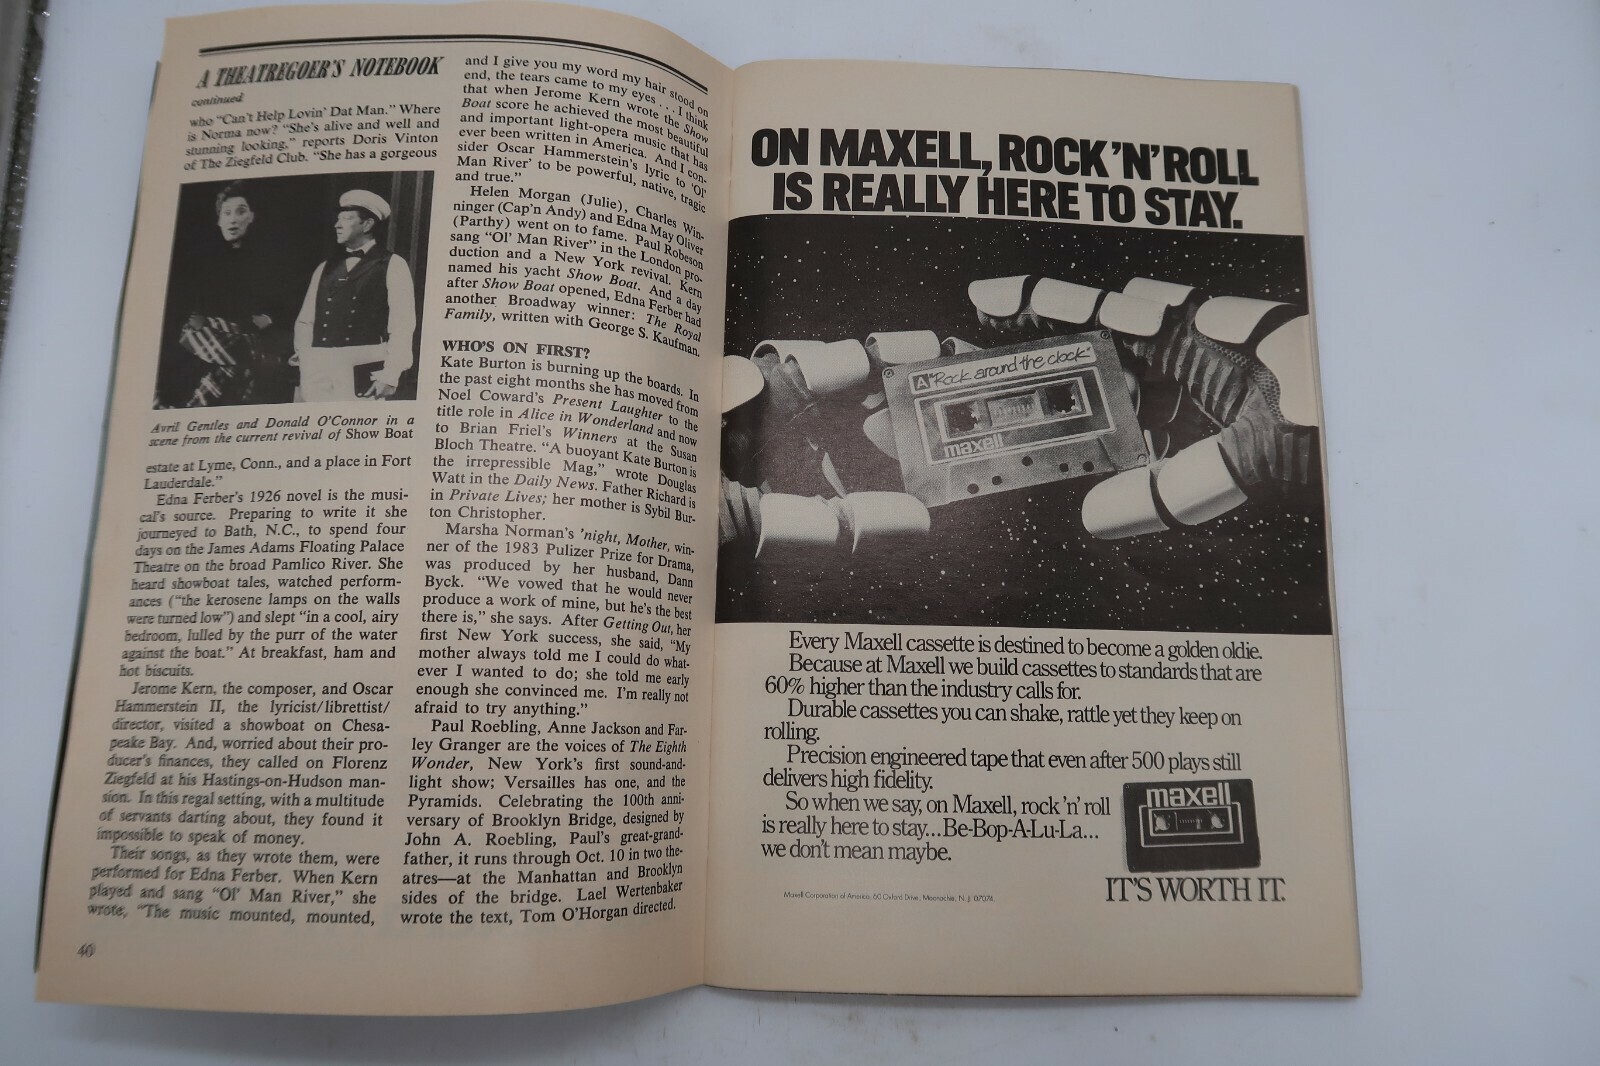 A THEATREGOER'S NOTEBOOK
continued
who "Can't Help Lovin' Dat Man." Where
is Norma now? "She's alive and well and
stunning looking," reports Doris Vinton
of The Ziegfeld Club. "She has a gorgeous
Avril Gentles and Donald O'Connor in a
scene from the current revival of Show Boat
estate at Lyme, Conn., and a place in Fort
Lauderdale."
Edna Ferber's 1926 novel is the musi-
cal's source. Preparing to write it she
journeyed to Bath, N.C., to spend four
days on the James Adams Floating Palace
Theatre on the broad Pamlico River. She
heard showboat tales, watched perform-
ances ("the kerosene lamps on the walls
were turned low") and slept "in a cool, airy
bedroom, lulled by the purr of the water
against the boat." At breakfast, ham and
hot biscuits.
Jerome Kern, the composer, and Oscar
Hammerstein II, the lyricist/librettist/
director, visited a showboat on Chesa-
peake Bay. And, worried about their pro-
ducer's finances, they called on Florenz
Ziegfeld at his Hastings-on-Hudson man-
sion. In this regal setting, with a multitude
of servants darting about, they found it
impossible to speak of money.
Their songs, as they wrote them, were
performed for Edna Ferber. When Kern
played and sang "Ol' Man River," she
wrote, "The music mounted, mounted,
40
and I give you my word my hair stood on
end, the tears came to my eyes . . . I think
that when Jerome Kern wrote the Show
Boat score he achieved the most beautiful
and important light-opera music that has
ever been written in America. And I con-
sider Oscar Hammerstein's lyric to 'Ol'
Man River' to be powerful, native, tragic
and true."
Helen Morgan (Julie), Charles Win-
ninger (Cap'n Andy) and Edna May Oliver
(Parthy) went on to fame. Paul Robeson
sang "Ol' Man River" in the London pro-
duction and a New York revival. Kern
named his yacht Show Boat. And a day
after Show Boat opened, Edna Ferber had
another Broadway winner: The Royal
Family, written with George S. Kaufman.
WHO'S ON FIRST?
Kate Burton is burning up the boards. In
the past eight months she has moved from
Noel Coward's Present Laughter to the
title role in Alice in Wonderland and now
to Brian Friel's Winners at the Susan
Bloch Theatre. "A buoyant Kate Burton is
the irrepressible Mag," wrote Douglas
Watt in the Daily News. Father Richard is
in Private Lives; her mother is Sybil Bur-
ton Christopher.
Marsha Norman's 'night, Mother, win-
ner of the 1983 Pulizer Prize for Drama,
was produced by her husband, Dann
Byck. "We vowed that he would never
produce a work of mine, but he's the best
there is," she says. After Getting Out, her
first New York success, she said, "My
mother always told me I could do what-
ever I wanted to do; she told me early
enough she convinced me. I'm really not
afraid to try anything."
Paul Roebling, Anne Jackson and Far-
ley Granger are the voices of The Eighth
Wonder, New York's first sound-and-
light show; Versailles has one, and the
Pyramids. Celebrating the 100th anni-
versary of Brooklyn Bridge, designed by
John A. Roebling, Paul's great-grand-
father, it runs through Oct. 10 in two the-
atres—at the Manhattan and Brooklyn
sides of the bridge. Lael Wertenbaker
wrote the text, Tom O'Horgan directed.
ON MAXELL, ROCK 'N' ROLL
IS REALLY HERE TO STAY.
A "Rock around the clock"
maxell
Every Maxell cassette is destined to become a golden oldie.
Because at Maxell we build cassettes to standards that are
60% higher than the industry calls for.
Durable cassettes you can shake, rattle yet they keep on
rolling.
Precision engineered tape that even after 500 plays still
delivers high fidelity.
So when we say, on Maxell, rock 'n' roll
is really here to stay...Be-Bop-A-Lu-La...
we don't mean maybe.
maxell
IT'S WORTH IT.
Maxell Corporation of America, 60 Oxford Drive, Moonachie, N.J. 07074